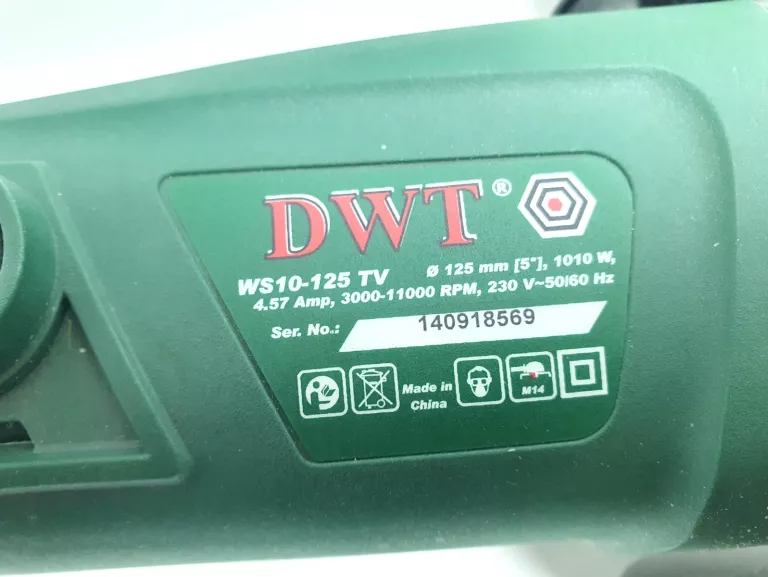 DWT®
WS10-125 TV Ø 125 mm [5"], 1010 W,
4.57 Amp, 3000-11000 RPM, 230 V~50/60 Hz
Ser. No.: 140918569
Made in
China
M14